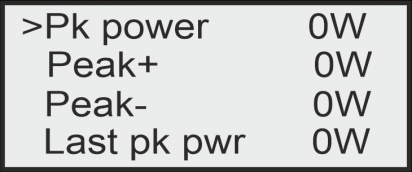 >Pk power 0W
Peak+ 0W
Peak- 0W
Last pk pwr 0W